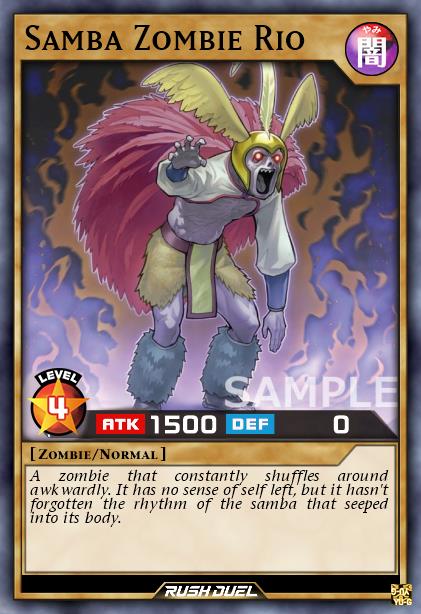 Samba Zombie Rio
やみ
闇
SAMPLE
LEVEL
4
ATK 1500 DEF 0
[Zombie/Normal]
A zombie that constantly shuffles around
awkwardly. It has no sense of self left, but it hasn't
forgotten the rhythm of the samba that seeped
into its body.
RUSH DUEL